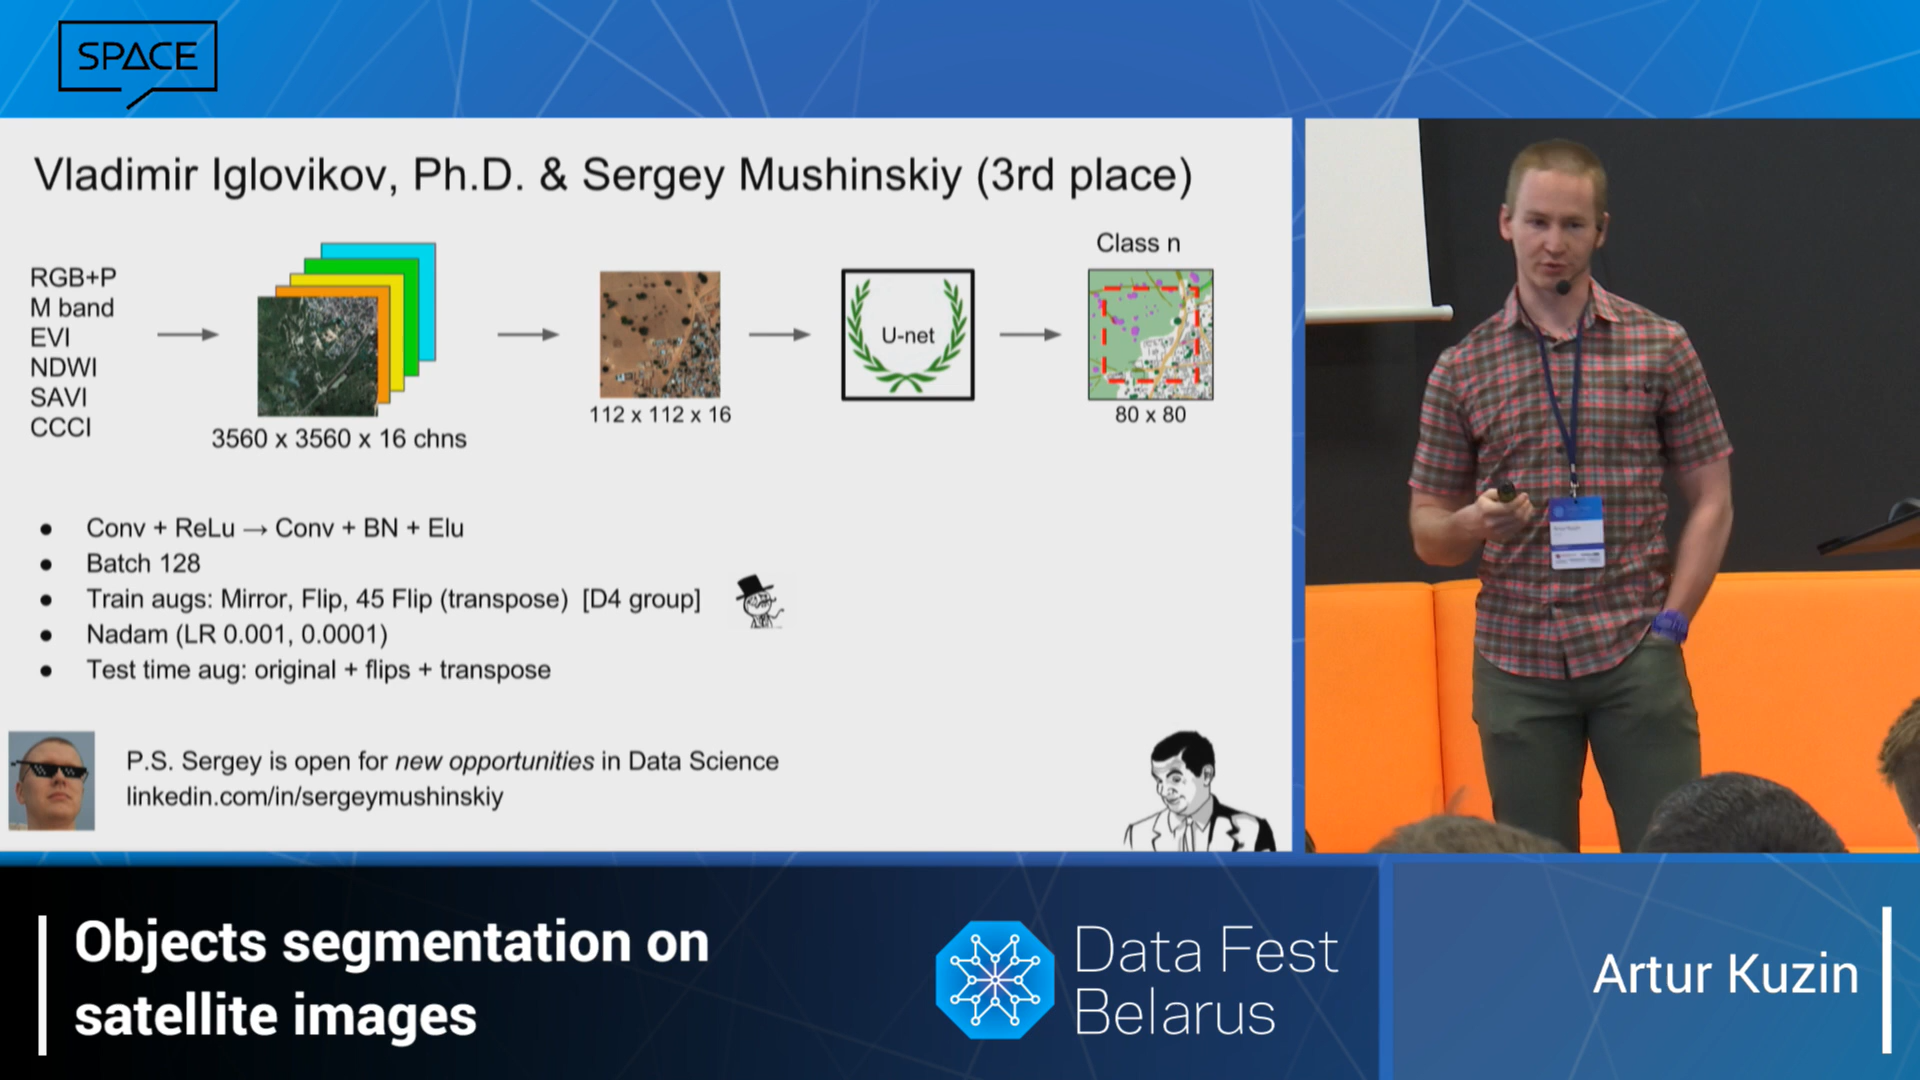 SPACE
Vladimir Iglovikov, Ph.D. & Sergey Mushinskiy (3rd place)
RGB+P
M band
EVI
NDWI
SAVI
CCCI
3560 x 3560 x 16 chns
112 x 112 x 16
U-net
Class n
80 x 80
● Conv + ReLu → Conv + BN + Elu
● Batch 128
● Train augs: Mirror, Flip, 45 Flip (transpose) [D4 group]
● Nadam (LR 0.001, 0.0001)
● Test time aug: original + flips + transpose
P.S. Sergey is open for new opportunities in Data Science
linkedin.com/in/sergeymushinskiy
Objects segmentation on
satellite images
Data Fest
Belarus
Artur Kuzin